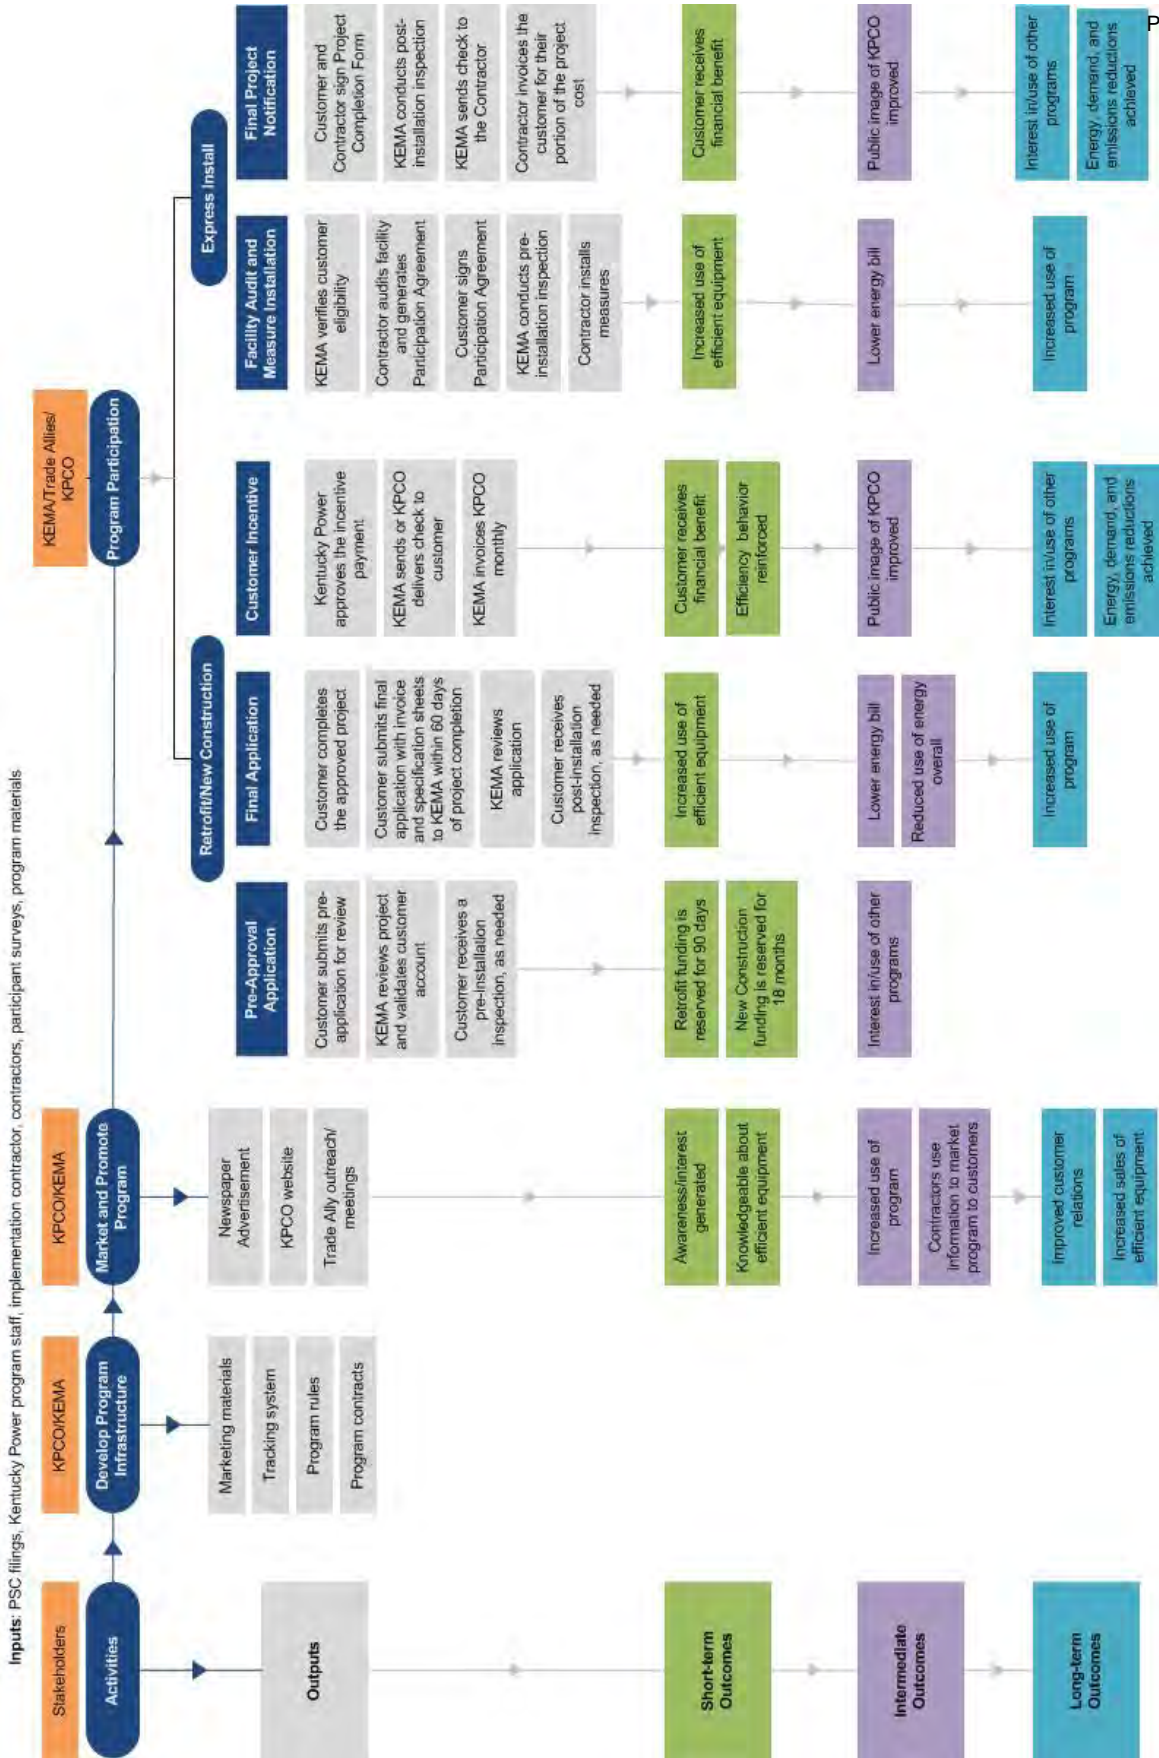 Inputs: PSC filings, Kentucky Power program staff, implementation contractor, contractors, participant surveys, program materials
Stakeholders
KPCO/KEMA
KPCO/KEMA
KEMA/Trade Allies/
KPCO
Activities
Develop Program
Infrastructure
Market and Promote
Program
Program Participation
Retrofit/New Construction
Express Install
Outputs
Marketing materials
Tracking system
Program rules
Program contracts
Newspaper
Advertisement
KPCO website
Trade Ally outreach/
meetings
Pre-Approval
Application
Customer submits pre-
application for review
KEMA reviews project
and validates customer
account
Customer receives a
pre-installation
inspection, as needed
Final Application
Customer completes
the approved project
Customer submits final
application with invoice
and specification sheets
to KEMA within 60 days
of project completion
KEMA reviews
application
Customer receives
post-installation
inspection, as needed
Customer Incentive
Kentucky Power
approves the incentive
payment
KEMA sends or KPCO
delivers check to
customer
KEMA invoices KPCO
monthly
Facility Audit and
Measure Installation
KEMA verifies customer
eligibility
Contractor audits facility
and generates
Participation Agreement
Customer signs
Participation Agreement
KEMA conducts pre-
installation inspection
Contractor installs
measures
Final Project
Notification
Customer and
Contractor sign Project
Completion Form
KEMA conducts post-
installation inspection
KEMA sends check to
the Contractor
Contractor invoices the
customer for their
portion of the project
cost
Short-term
Outcomes
Awareness/interest
generated
Knowledgeable about
efficient equipment
Retrofit funding is
reserved for 90 days
New Construction
funding is reserved for
18 months
Increased use of
efficient equipment
Customer receives
financial benefit
Efficiency behavior
reinforced
Increased use of
efficient equipment
Customer receives
financial benefit
Intermediate
Outcomes
Increased use of
program
Contractors use
information to market
program to customers
Interest in/use of other
programs
Lower energy bill
Reduced use of energy
overall
Public image of KPCO
improved
Lower energy bill
Public image of KPCO
improved
Long-term
Outcomes
Improved customer
relations
Increased sales of
efficient equipment
Increased use of
program
Interest in/use of other
programs
Energy, demand, and
emissions reductions
achieved
Increased use of
program
Interest in/use of other
programs
Energy, demand, and
emissions reductions
achieved
P